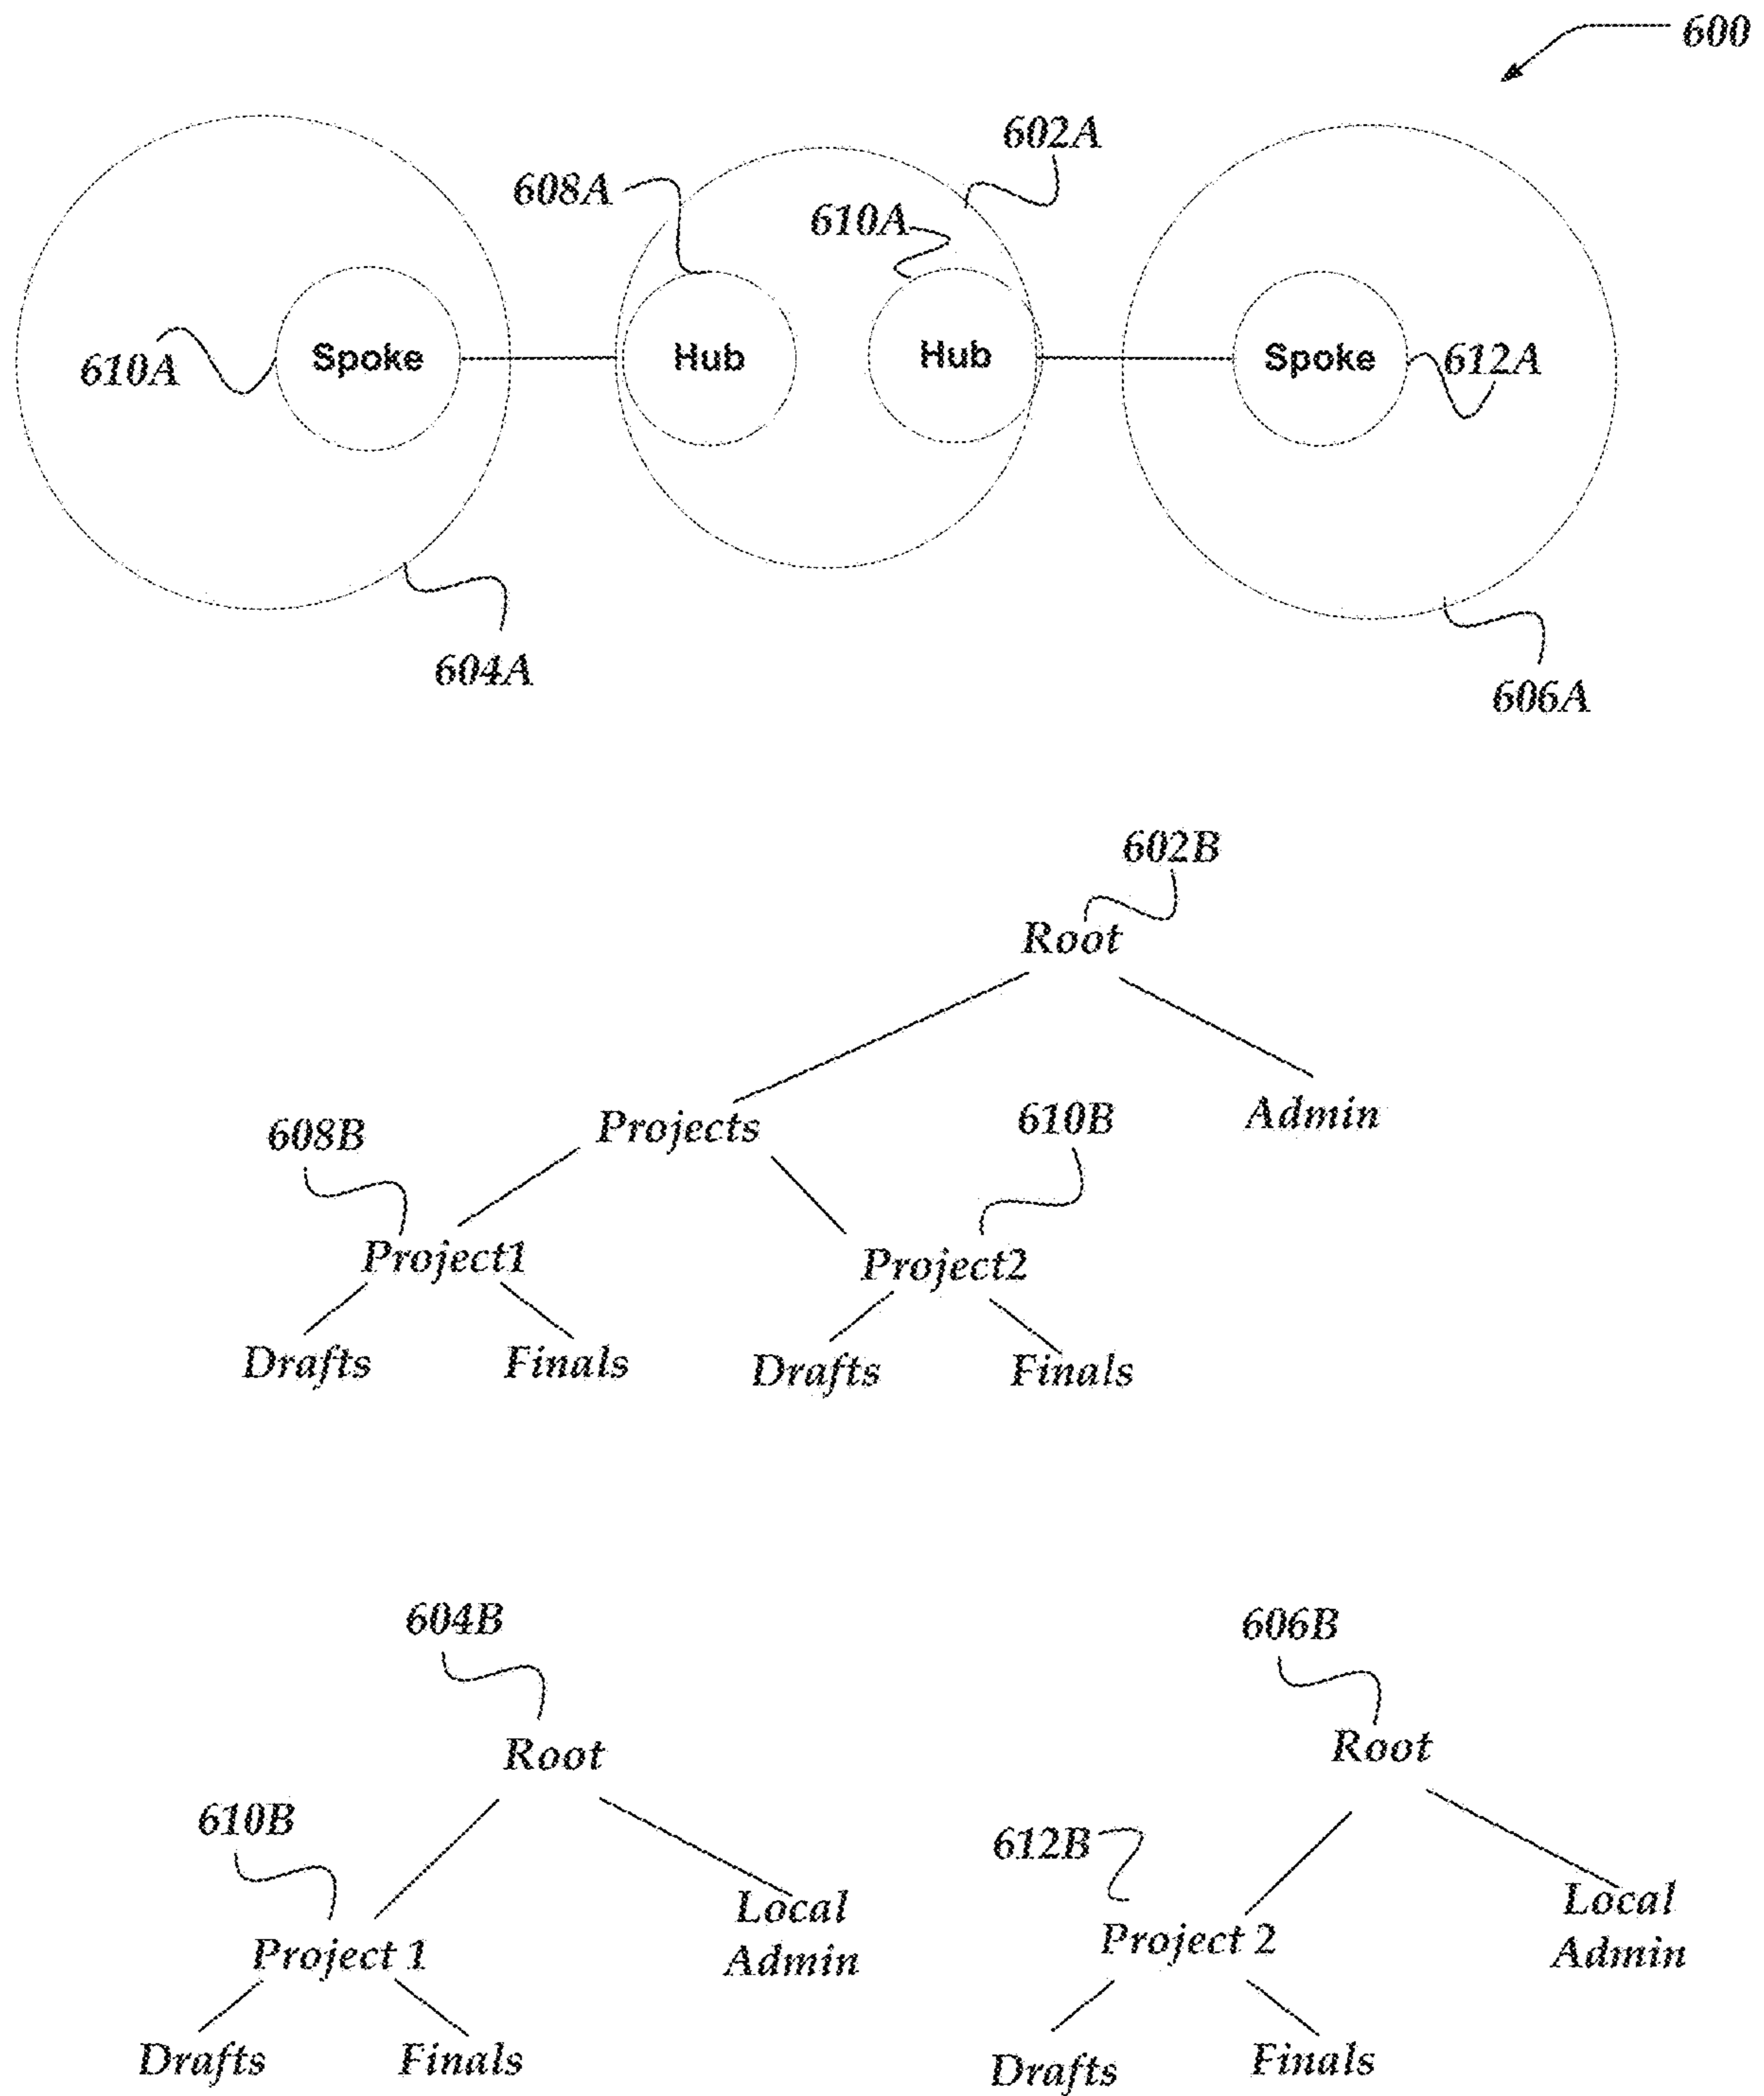 600
602A
608A
610A
610A
Spoke
Hub
Hub
Spoke
612A
604A
606A
602B
Root
608B
Projects
610B
Admin
Project1
Project2
Drafts
Finals
Drafts
Finals
604B
606B
Root
Root
610B
612B
Local
Admin
Local
Admin
Project 1
Project 2
Drafts
Finals
Drafts
Finals